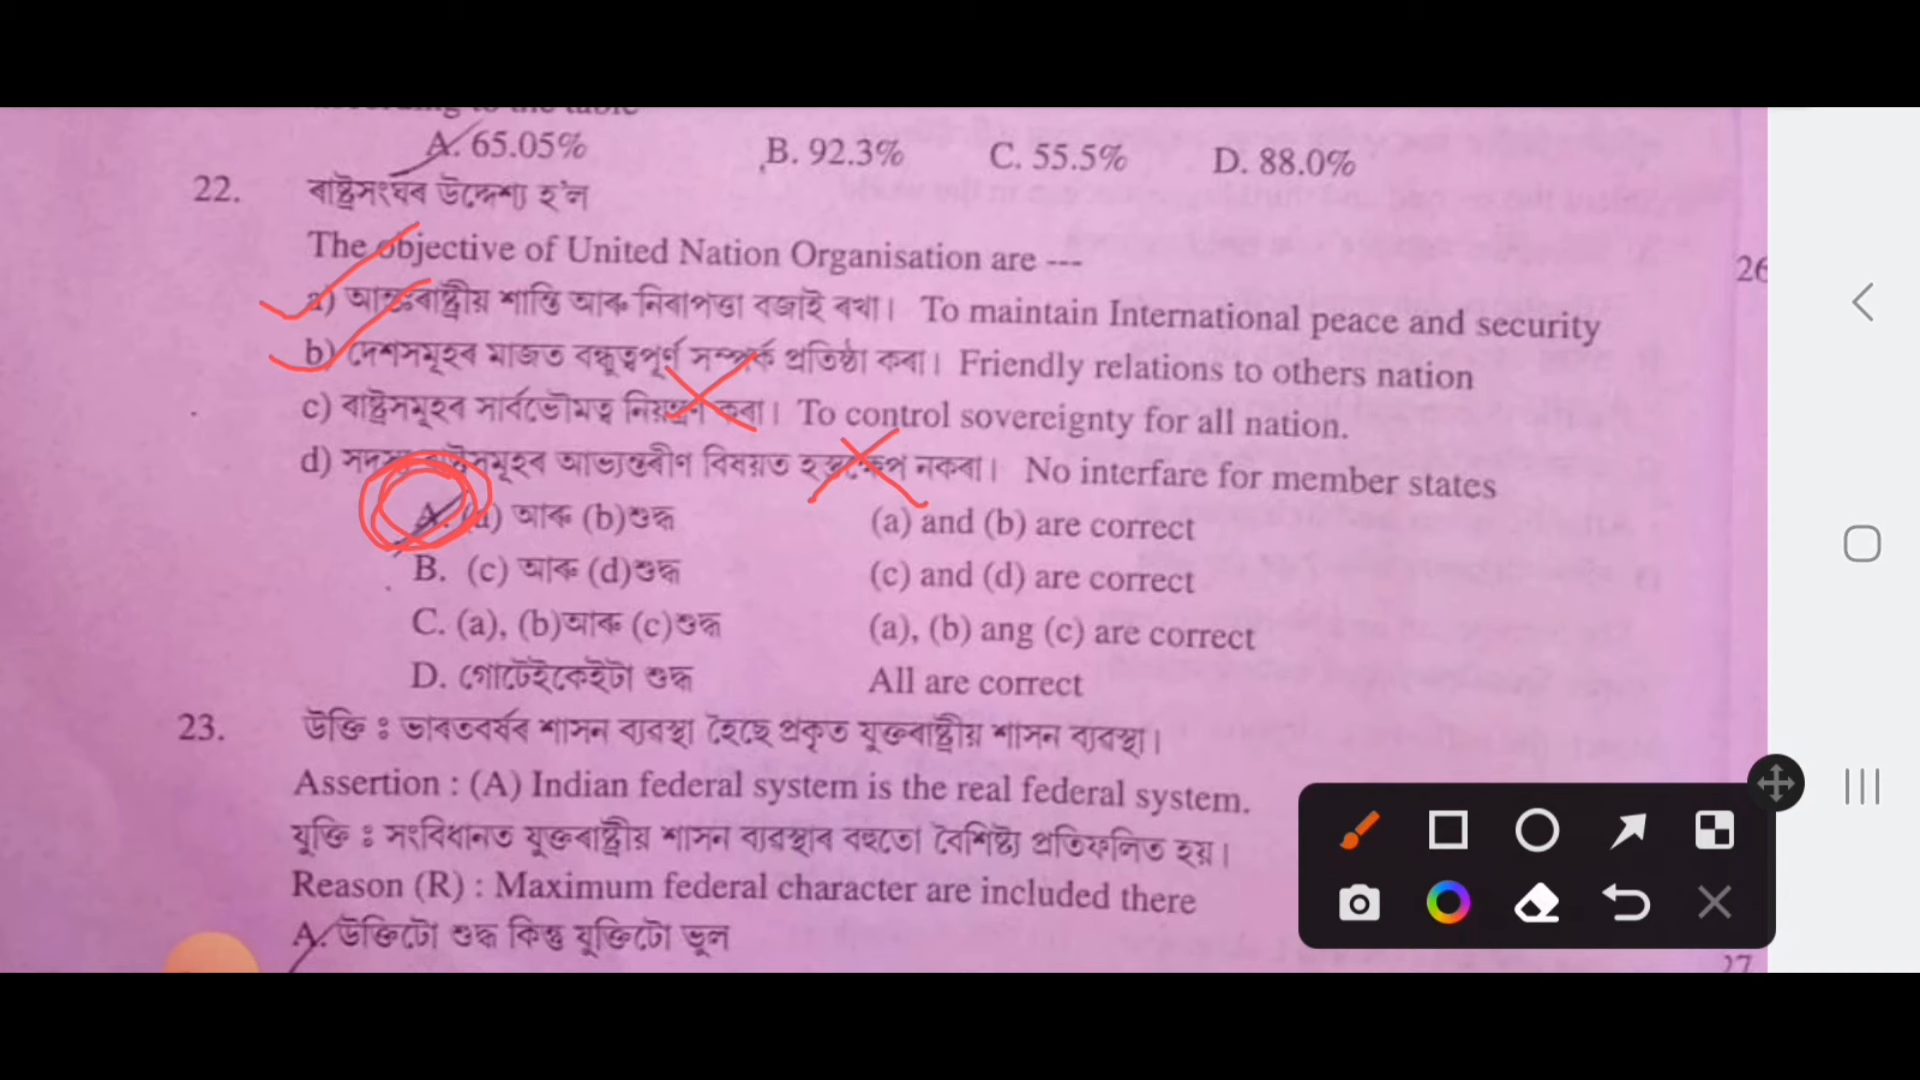 according to the table
A. 65.05% B. 92.3% C. 55.5% D. 88.0%
22. ৰাষ্ট্ৰসংঘৰ উদ্দেশ্য হ'ল
The objective of United Nation Organisation are ---
26
a) আন্তঃৰাষ্ট্ৰীয় শান্তি আৰু নিৰাপত্তা বজাই ৰখা। To maintain International peace and security
b) দেশসমূহৰ মাজত বন্ধুত্বপূৰ্ণ সম্পৰ্ক প্ৰতিষ্ঠা কৰা। Friendly relations to others nation
c) ৰাষ্ট্ৰসমূহৰ সাৰ্বভৌমত্ব নিয়ন্ত্ৰণ কৰা। To control sovereignty for all nation.
d) সদস্য ৰাষ্ট্ৰসমূহৰ আভ্যন্তৰীণ বিষয়ত হস্তক্ষেপ নকৰা। No interfare for member states
A. (a) আৰু (b)শুদ্ধ (a) and (b) are correct
B. (c) আৰু (d)শুদ্ধ (c) and (d) are correct
C. (a), (b)আৰু (c)শুদ্ধ (a), (b) ang (c) are correct
D. গোটেইকেইটা শুদ্ধ All are correct
23. উক্তি ঃ ভাৰতবৰ্ষৰ শাসন ব্যৱস্থা হৈছে প্ৰকৃত যুক্তৰাষ্ট্ৰীয় শাসন ব্যৱস্থা।
Assertion : (A) Indian federal system is the real federal system.
যুক্তি ঃ সংবিধানত যুক্তৰাষ্ট্ৰীয় শাসন ব্যৱস্থাৰ বহুতো বৈশিষ্ট্য প্ৰতিফলিত হয়।
Reason (R) : Maximum federal character are included there
A. উক্তিটো শুদ্ধ কিন্তু যুক্তিটো ভুল
27